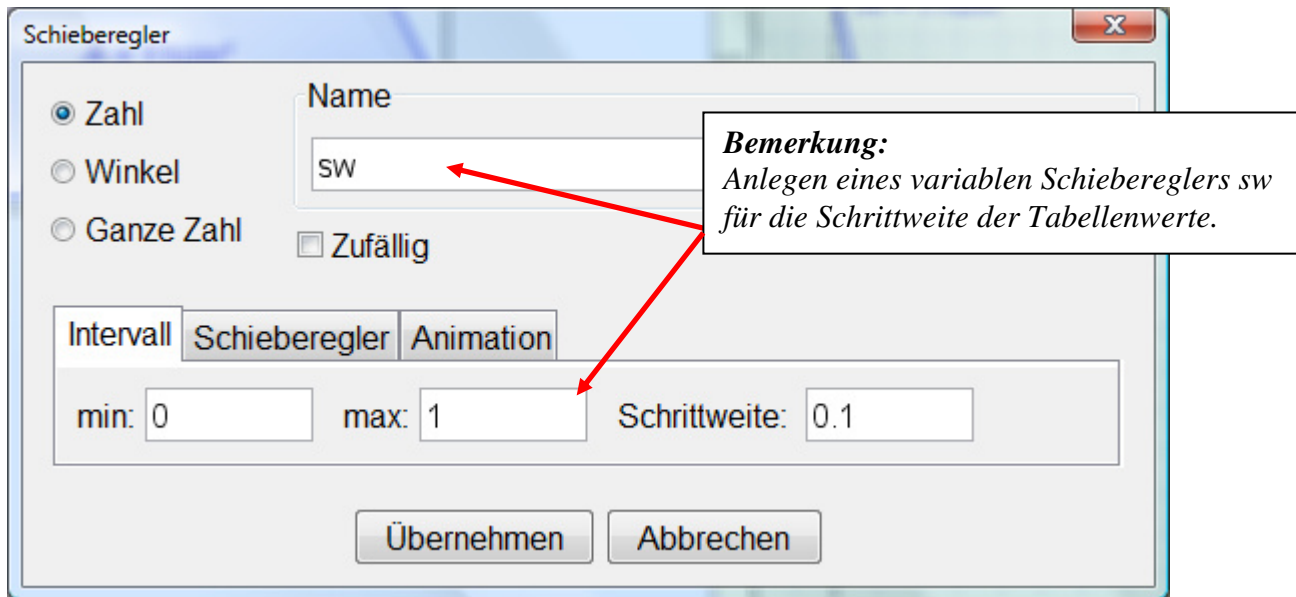 Schieberegler
Zahl
Winkel
Ganze Zahl
Name
sw
Zufällig
Bemerkung:
Anlegen eines variablen Schiebereglers sw
für die Schrittweite der Tabellenwerte.
Intervall Schieberegler Animation
min: 0 max: 1 Schrittweite: 0.1
Übernehmen Abbrechen